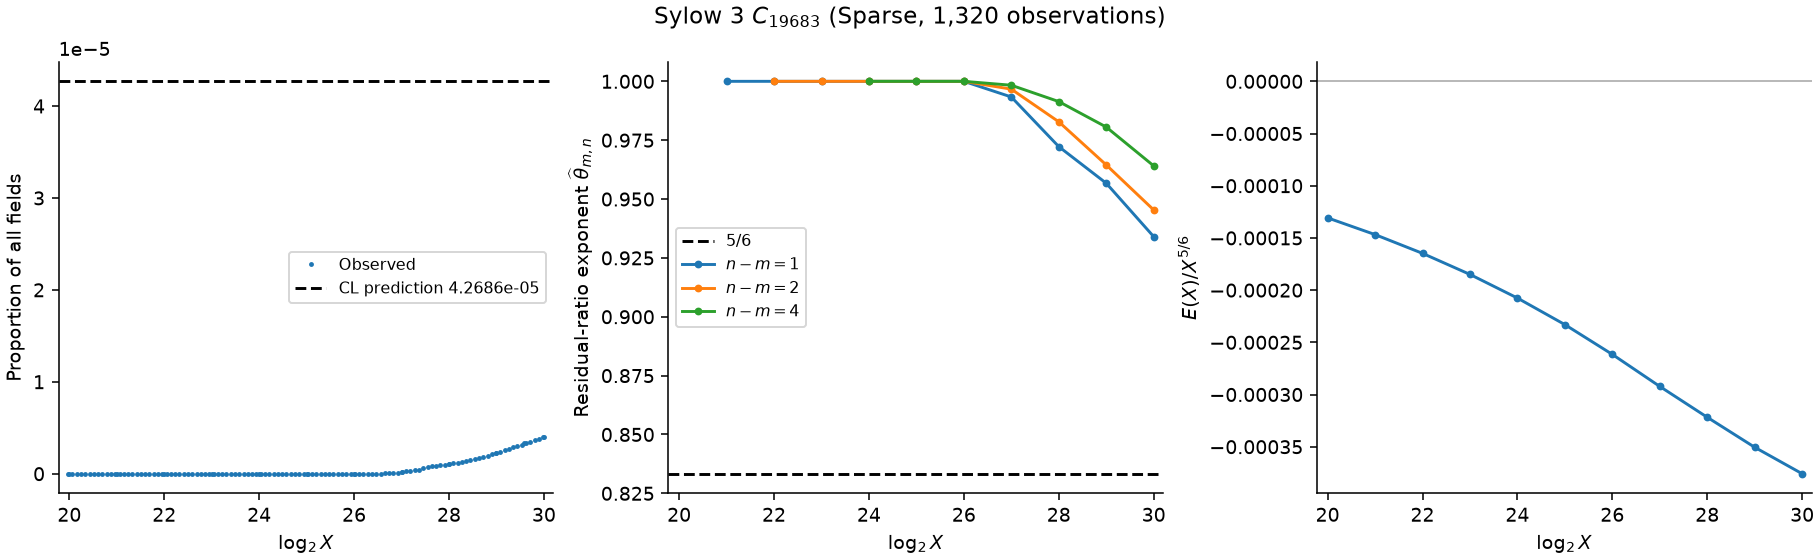 Sylow 3 C₁₉₆₈₃ (Sparse, 1,320 observations)
1e−5
Proportion of all fields
4
3
2
1
0
Observed
CL prediction 4.2686e-05
20 22 24 26 28 30
log₂ X
Residual-ratio exponent θ̂ₘ,ₙ
1.000
0.975
0.950
0.925
0.900
0.875
0.850
0.825
5/6
n − m = 1
n − m = 2
n − m = 4
20 22 24 26 28 30
log₂ X
E(X)/X^{5/6}
0.00000
−0.00005
−0.00010
−0.00015
−0.00020
−0.00025
−0.00030
−0.00035
20 22 24 26 28 30
log₂ X